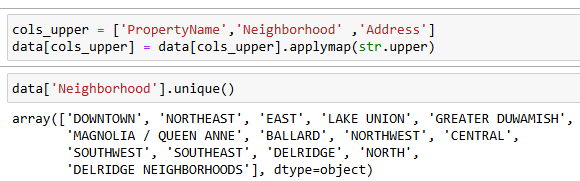 cols_upper = ['PropertyName','Neighborhood' ,'Address']
data[cols_upper] = data[cols_upper].applymap(str.upper)
data['Neighborhood'].unique()
array(['DOWNTOWN', 'NORTHEAST', 'EAST', 'LAKE UNION', 'GREATER DUWAMISH',
'MAGNOLIA / QUEEN ANNE', 'BALLARD', 'NORTHWEST', 'CENTRAL',
'SOUTHWEST', 'SOUTHEAST', 'DELRIDGE', 'NORTH',
'DELRIDGE NEIGHBORHOODS'], dtype=object)